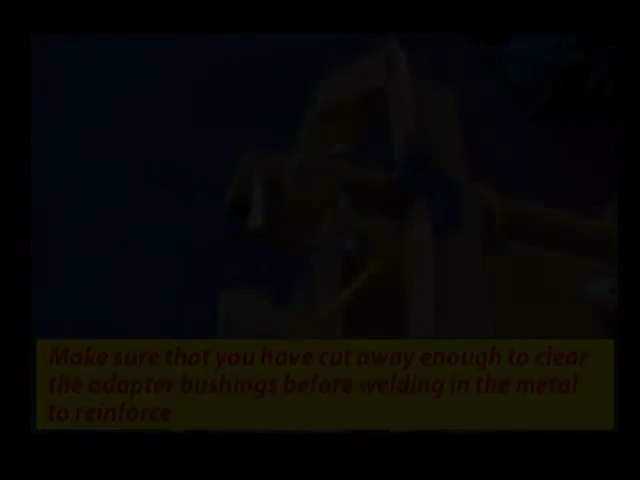 Make sure that you have cut away enough to clear
the adapter bushings before welding in the metal
to reinforce